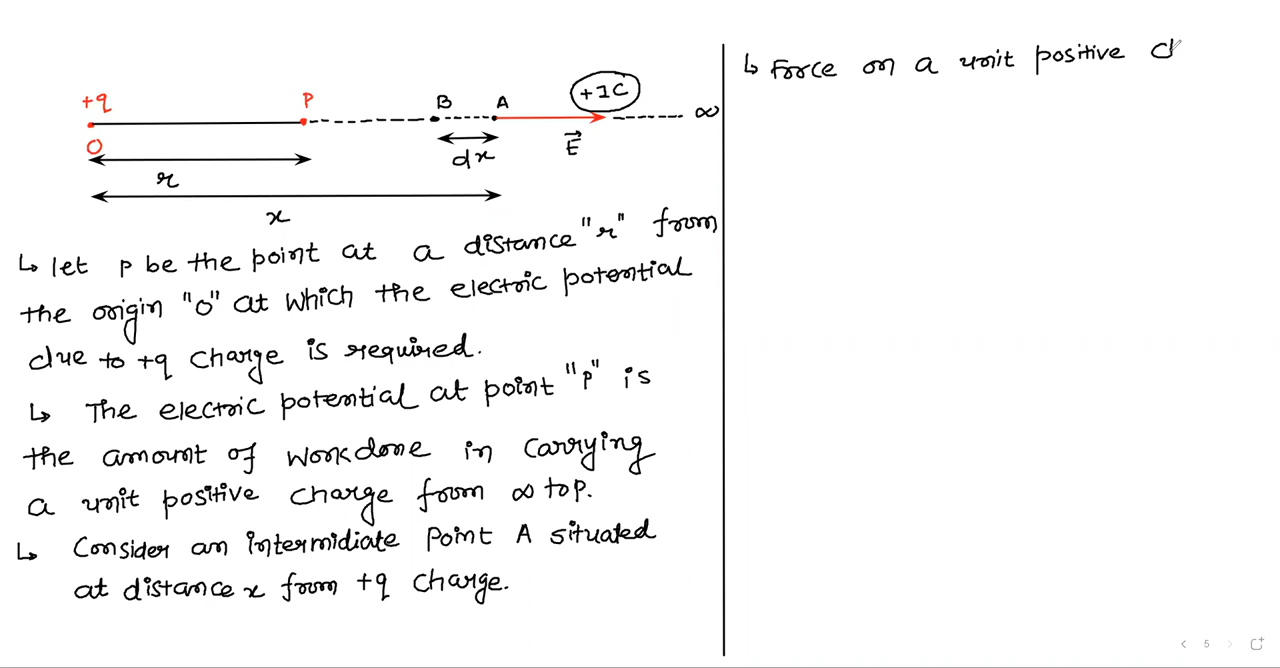 +q P B A +1C ∞
O dx E
r
x
↳ let P be the point at a distance "r" from
the origin "O" at which the electric potential
due to +q charge is required.
↳ The electric potential at point "P" is
the amount of workdone in carrying
a unit positive charge from ∞ to P.
↳ Consider an intermidiate Point A situated
at distance x from +q charge.
↳ Force on a unit positive
5